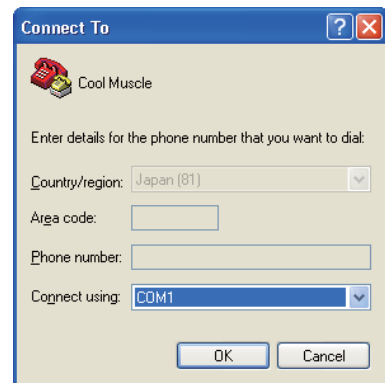 Connect To
Cool Muscle
Enter details for the phone number that you want to dial:
Country/region: Japan (81)
Area code:
Phone number:
Connect using: COM1
OK Cancel